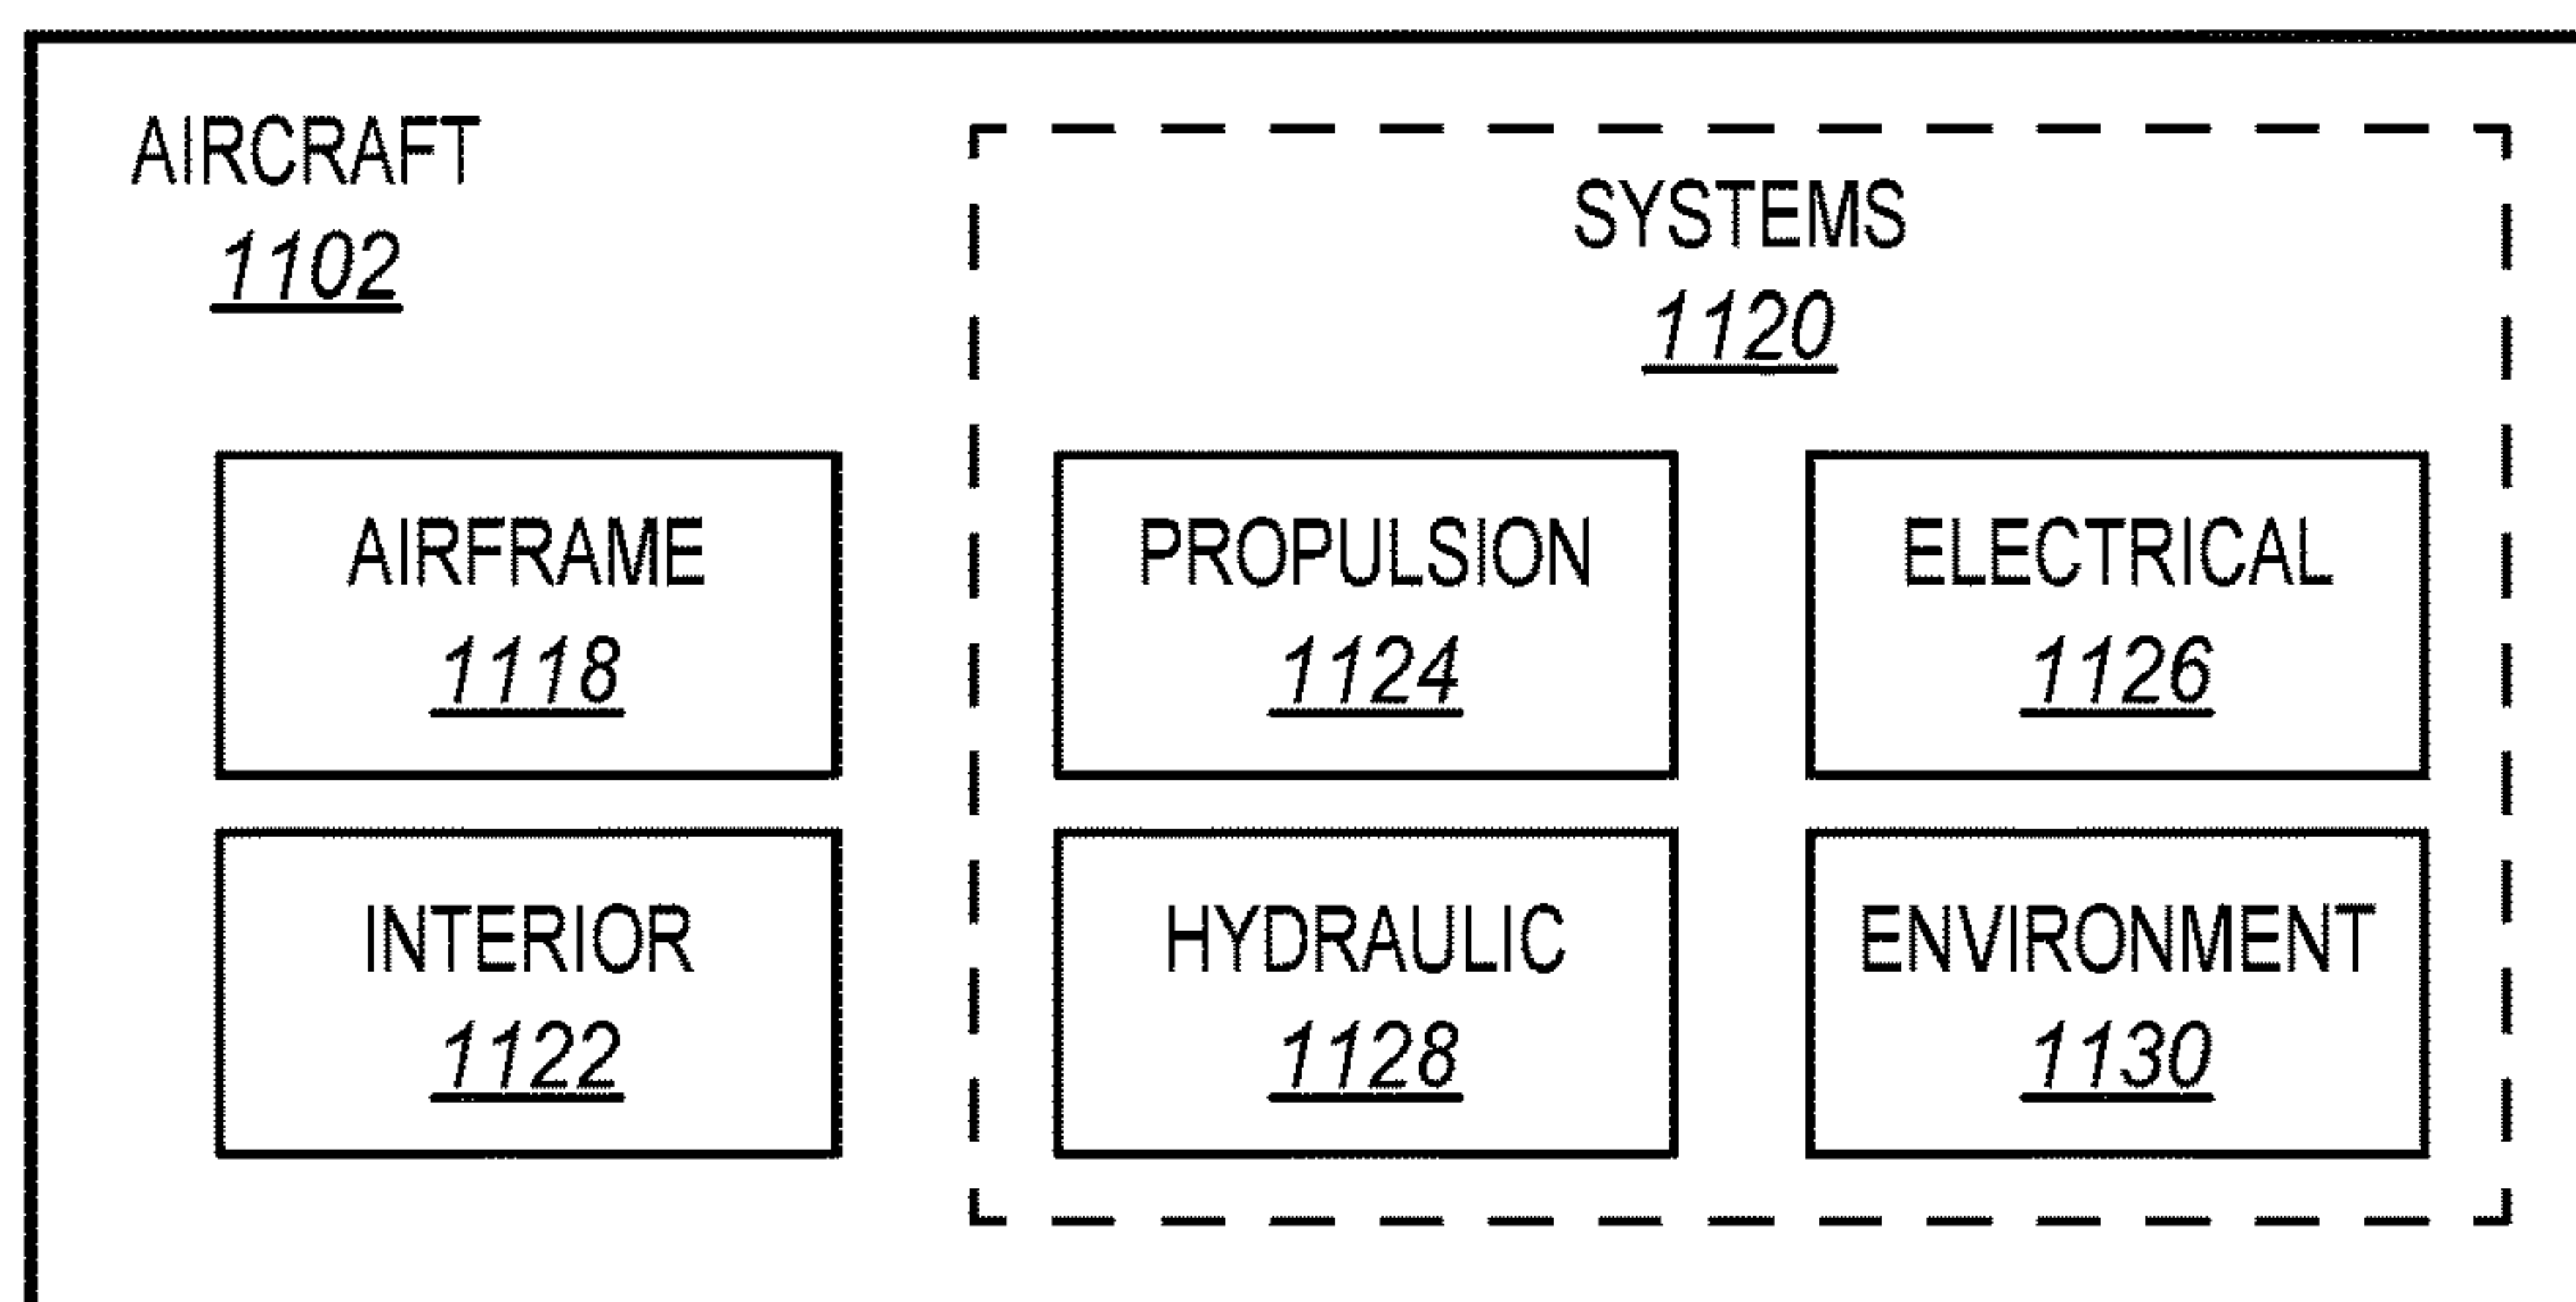 AIRCRAFT
1102
SYSTEMS
1120
AIRFRAME
1118
PROPULSION
1124
ELECTRICAL
1126
INTERIOR
1122
HYDRAULIC
1128
ENVIRONMENT
1130